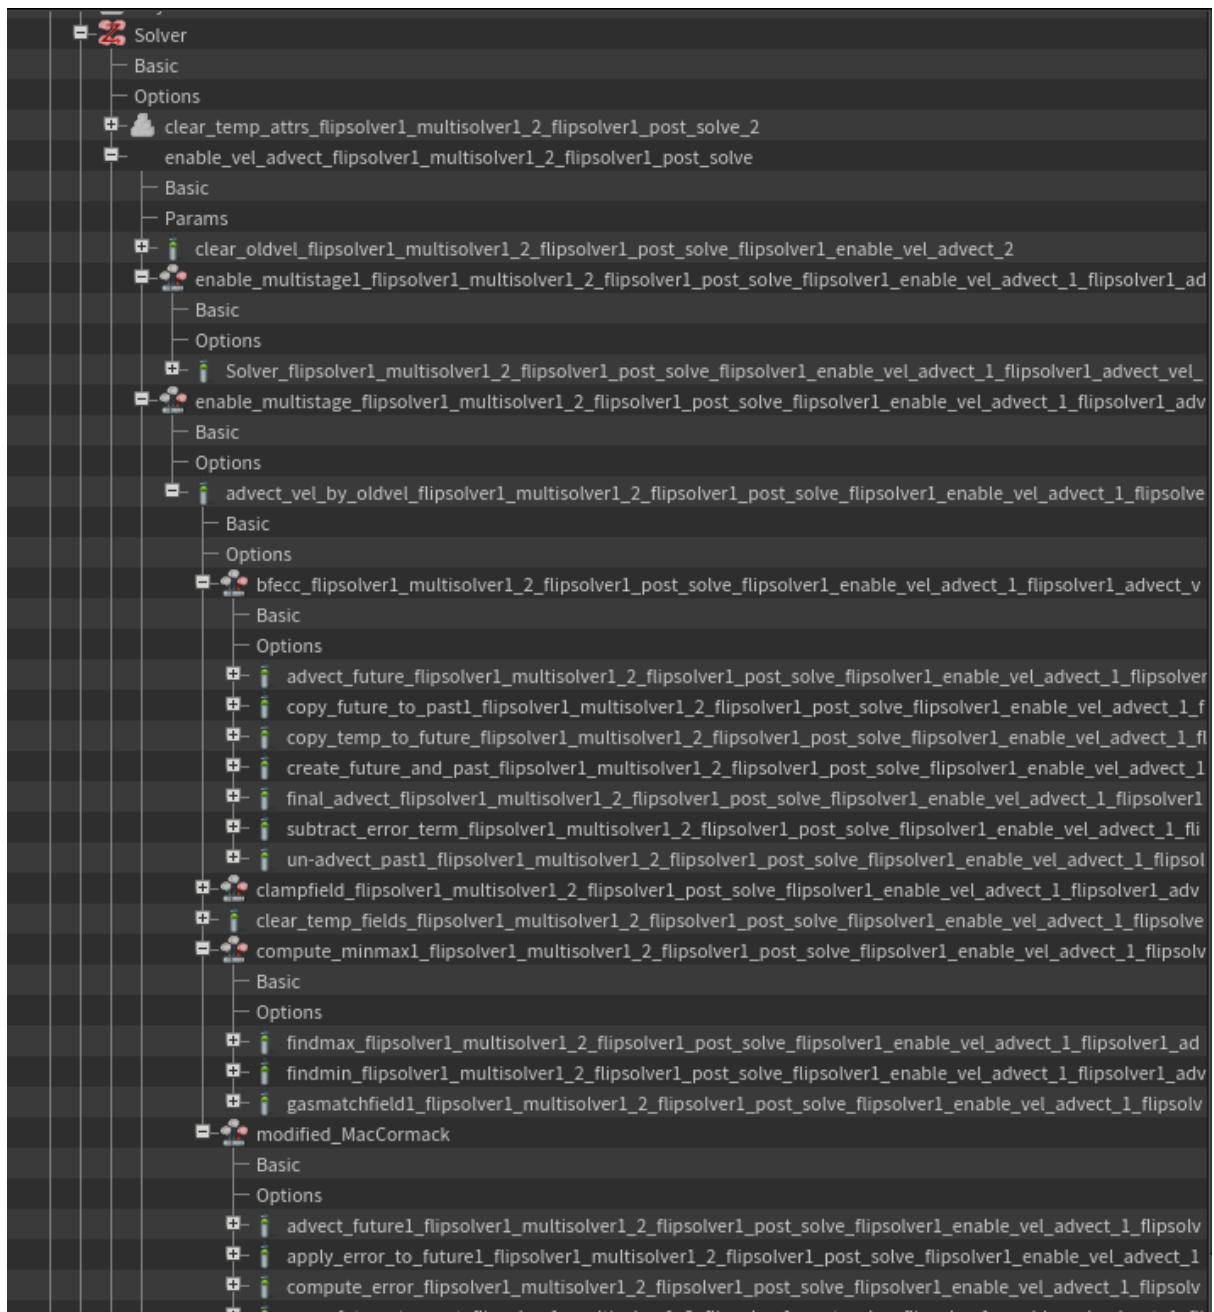 Solver
Basic
Options
clear_temp_attrs_flipsolver1_multisolver1_2_flipsolver1_post_solve_2
enable_vel_advect_flipsolver1_multisolver1_2_flipsolver1_post_solve
Basic
Params
clear_oldvel_flipsolver1_multisolver1_2_flipsolver1_post_solve_flipsolver1_enable_vel_advect_2
enable_multistage1_flipsolver1_multisolver1_2_flipsolver1_post_solve_flipsolver1_enable_vel_advect_1_flipsolver1_ad
Basic
Options
Solver_flipsolver1_multisolver1_2_flipsolver1_post_solve_flipsolver1_enable_vel_advect_1_flipsolver1_advect_vel_
enable_multistage_flipsolver1_multisolver1_2_flipsolver1_post_solve_flipsolver1_enable_vel_advect_1_flipsolver1_adv
Basic
Options
advect_vel_by_oldvel_flipsolver1_multisolver1_2_flipsolver1_post_solve_flipsolver1_enable_vel_advect_1_flipsolve
Basic
Options
bfecc_flipsolver1_multisolver1_2_flipsolver1_post_solve_flipsolver1_enable_vel_advect_1_flipsolver1_advect_v
Basic
Options
advect_future_flipsolver1_multisolver1_2_flipsolver1_post_solve_flipsolver1_enable_vel_advect_1_flipsolver
copy_future_to_past1_flipsolver1_multisolver1_2_flipsolver1_post_solve_flipsolver1_enable_vel_advect_1_f
copy_temp_to_future_flipsolver1_multisolver1_2_flipsolver1_post_solve_flipsolver1_enable_vel_advect_1_fl
create_future_and_past_flipsolver1_multisolver1_2_flipsolver1_post_solve_flipsolver1_enable_vel_advect_1
final_advect_flipsolver1_multisolver1_2_flipsolver1_post_solve_flipsolver1_enable_vel_advect_1_flipsolver1
subtract_error_term_flipsolver1_multisolver1_2_flipsolver1_post_solve_flipsolver1_enable_vel_advect_1_fli
un-advect_past1_flipsolver1_multisolver1_2_flipsolver1_post_solve_flipsolver1_enable_vel_advect_1_flipsol
clampfield_flipsolver1_multisolver1_2_flipsolver1_post_solve_flipsolver1_enable_vel_advect_1_flipsolver1_adv
clear_temp_fields_flipsolver1_multisolver1_2_flipsolver1_post_solve_flipsolver1_enable_vel_advect_1_flipsolve
compute_minmax1_flipsolver1_multisolver1_2_flipsolver1_post_solve_flipsolver1_enable_vel_advect_1_flipsolv
Basic
Options
findmax_flipsolver1_multisolver1_2_flipsolver1_post_solve_flipsolver1_enable_vel_advect_1_flipsolver1_ad
findmin_flipsolver1_multisolver1_2_flipsolver1_post_solve_flipsolver1_enable_vel_advect_1_flipsolver1_adv
gasmatchfield1_flipsolver1_multisolver1_2_flipsolver1_post_solve_flipsolver1_enable_vel_advect_1_flipsolv
modified_MacCormack
Basic
Options
advect_future1_flipsolver1_multisolver1_2_flipsolver1_post_solve_flipsolver1_enable_vel_advect_1_flipsolv
apply_error_to_future1_flipsolver1_multisolver1_2_flipsolver1_post_solve_flipsolver1_enable_vel_advect_1
compute_error_flipsolver1_multisolver1_2_flipsolver1_post_solve_flipsolver1_enable_vel_advect_1_flipsolv